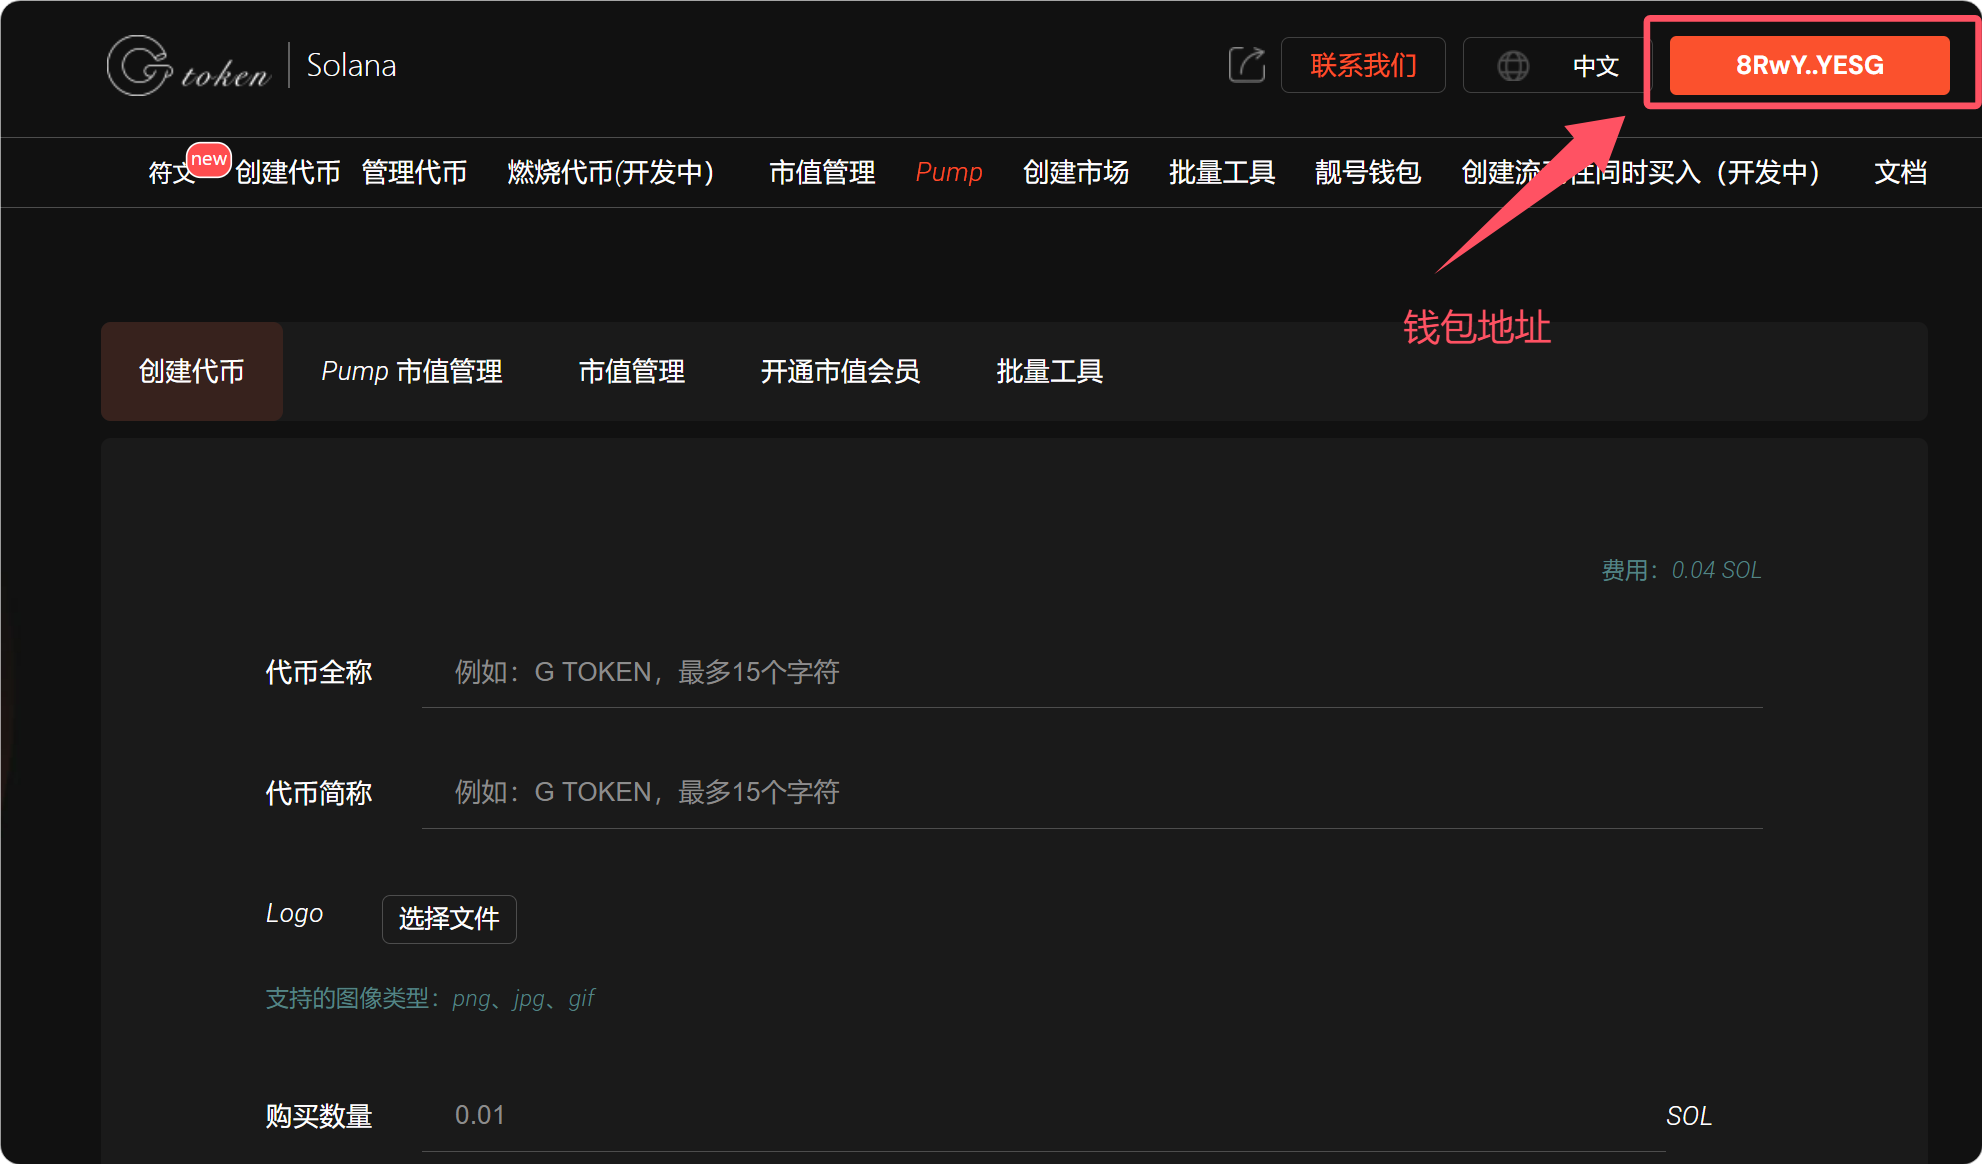 G token | Solana
联系我们
中文
8RwY..YESG
符文
new
创建代币
管理代币
燃烧代币(开发中)
市值管理
Pump
创建市场
批量工具
靓号钱包
创建流 同时买入（开发中）
文档
钱包地址
创建代币
Pump 市值管理
市值管理
开通市值会员
批量工具
费用：0.04 SOL
代币全称
例如：G TOKEN，最多15个字符
代币简称
例如：G TOKEN，最多15个字符
Logo
选择文件
支持的图像类型：png、jpg、gif
购买数量
0.01
SOL